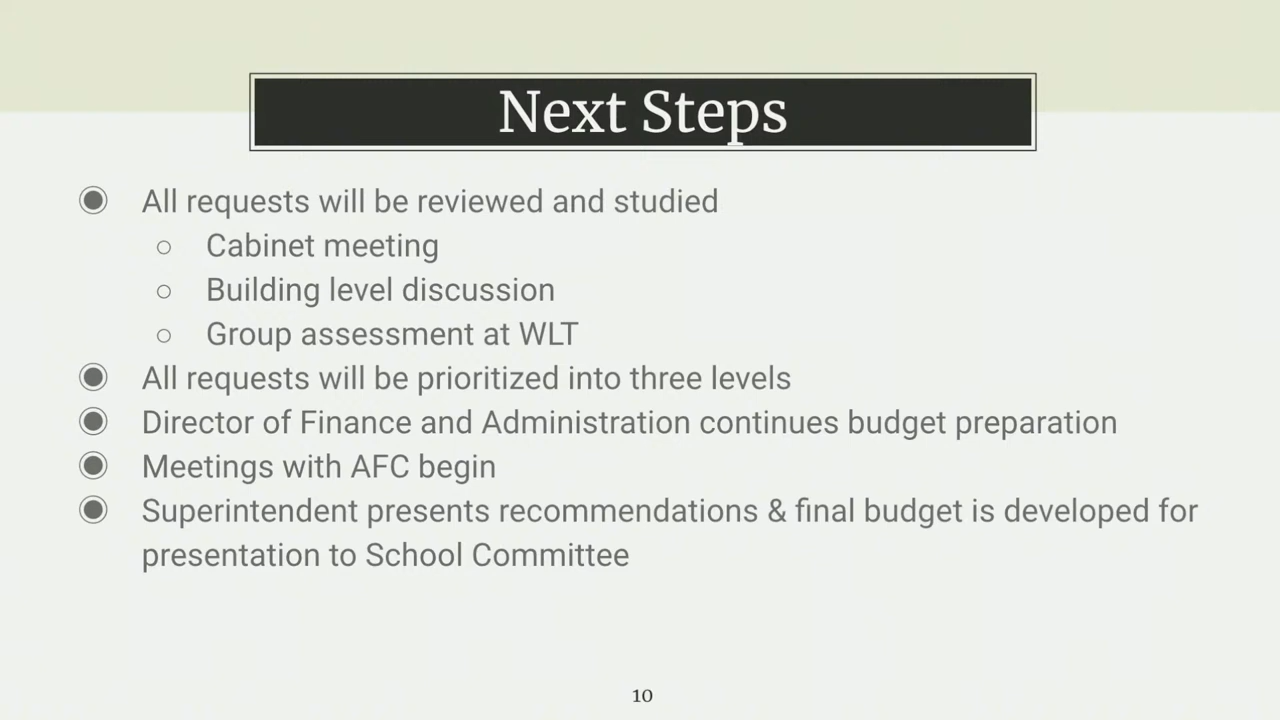 Next Steps
◉ All requests will be reviewed and studied
○ Cabinet meeting
○ Building level discussion
○ Group assessment at WLT
◉ All requests will be prioritized into three levels
◉ Director of Finance and Administration continues budget preparation
◉ Meetings with AFC begin
◉ Superintendent presents recommendations & final budget is developed for
presentation to School Committee
10